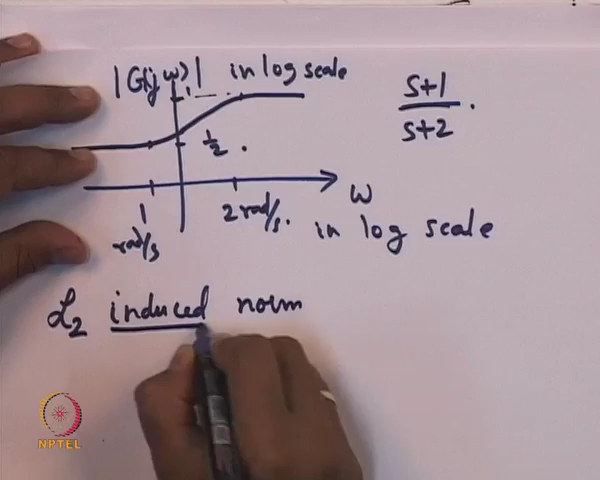 |G(jω)| in log scale
1
s+1
s+2 .
1/2 .
ω
1 rad/s
2 rad/s.
in log scale
L₂ induced norm
NPTEL